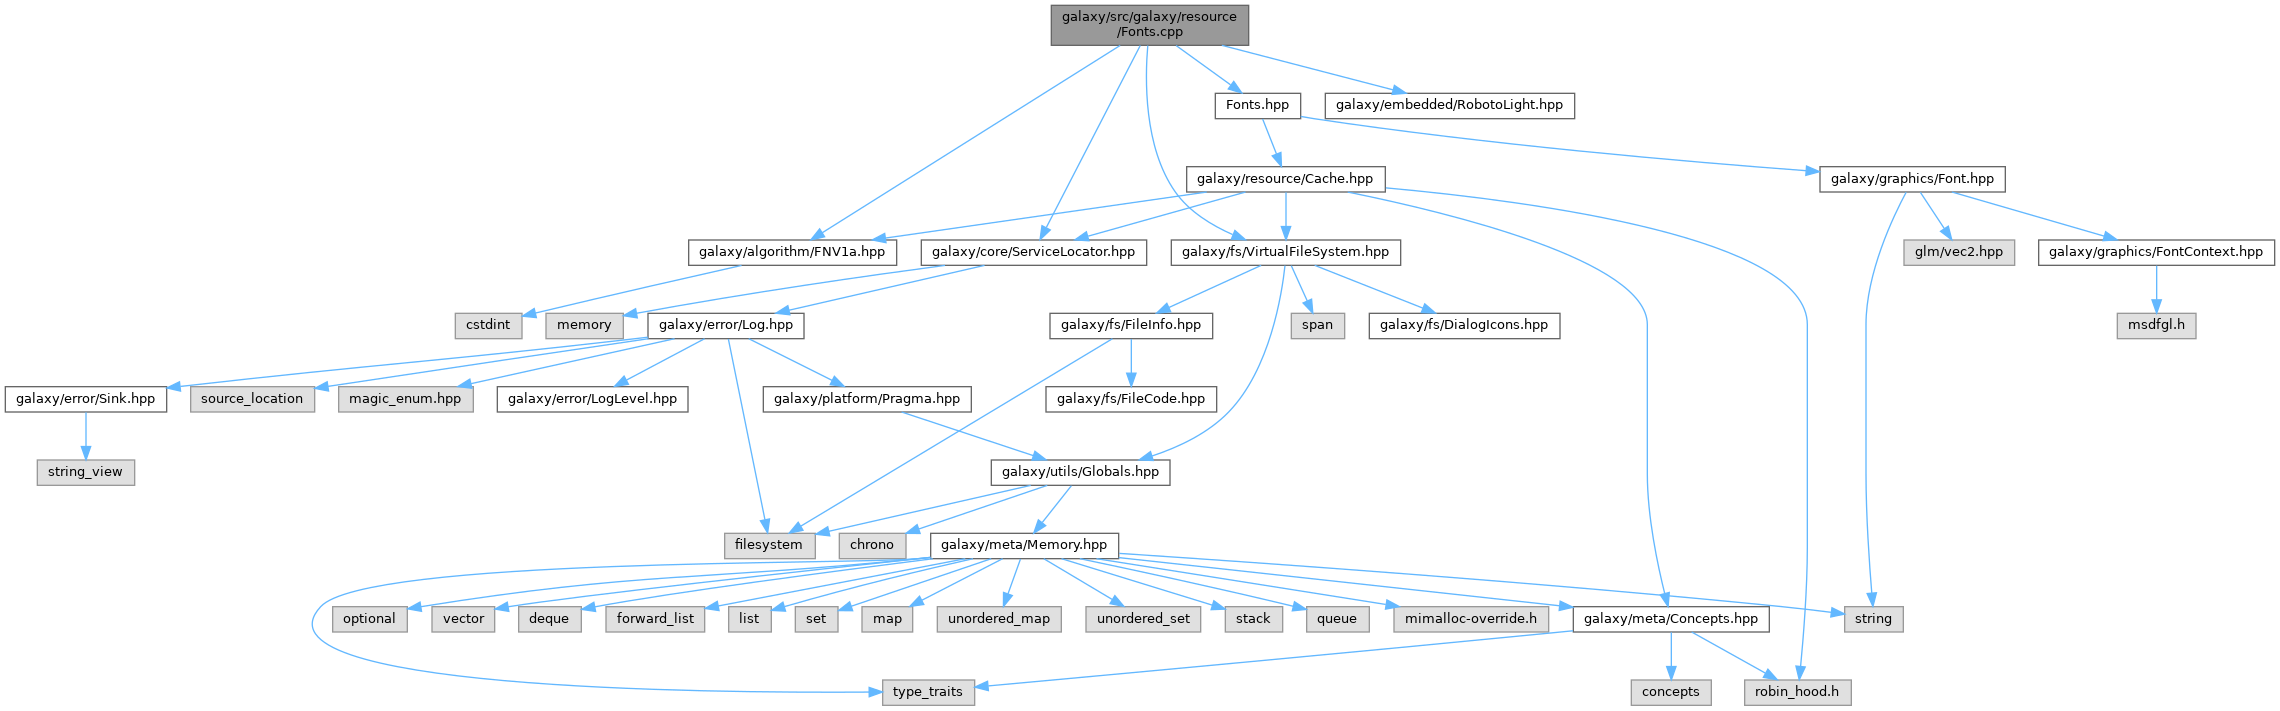 galaxy/src/galaxy/resource
/Fonts.cpp
Fonts.hpp
galaxy/embedded/RobotoLight.hpp
galaxy/resource/Cache.hpp
galaxy/graphics/Font.hpp
galaxy/algorithm/FNV1a.hpp
galaxy/core/ServiceLocator.hpp
galaxy/fs/VirtualFileSystem.hpp
glm/vec2.hpp
galaxy/graphics/FontContext.hpp
cstdint
memory
galaxy/error/Log.hpp
galaxy/fs/FileInfo.hpp
span
galaxy/fs/DialogIcons.hpp
msdfgl.h
galaxy/error/Sink.hpp
source_location
magic_enum.hpp
galaxy/error/LogLevel.hpp
galaxy/platform/Pragma.hpp
galaxy/fs/FileCode.hpp
string_view
galaxy/utils/Globals.hpp
filesystem
chrono
galaxy/meta/Memory.hpp
optional
vector
deque
forward_list
list
set
map
unordered_map
unordered_set
stack
queue
mimalloc-override.h
galaxy/meta/Concepts.hpp
string
type_traits
concepts
robin_hood.h